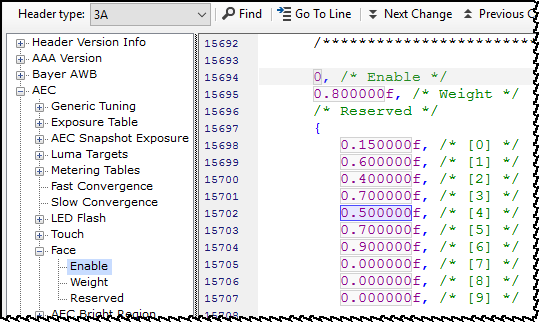 Header type: 3A Find Go To Line Next Change Previous
Header Version Info
AAA Version
Bayer AWB
AEC
Generic Tuning
Exposure Table
AEC Snapshot Exposure
Luma Targets
Metering Tables
Fast Convergence
Slow Convergence
LED Flash
Touch
Face
Enable
Weight
Reserved
AEC Bright Region
15692 /************************
15693
15694 0, /* Enable */
15695 0.800000f, /* Weight */
15696 /* Reserved */
15697 {
15698 0.150000f, /* [0] */
15699 0.600000f, /* [1] */
15700 0.400000f, /* [2] */
15701 0.700000f, /* [3] */
15702 0.500000f, /* [4] */
15703 0.700000f, /* [5] */
15704 0.900000f, /* [6] */
15705 0.000000f, /* [7] */
15706 0.000000f, /* [8] */
15707 0.000000f, /* [9] */